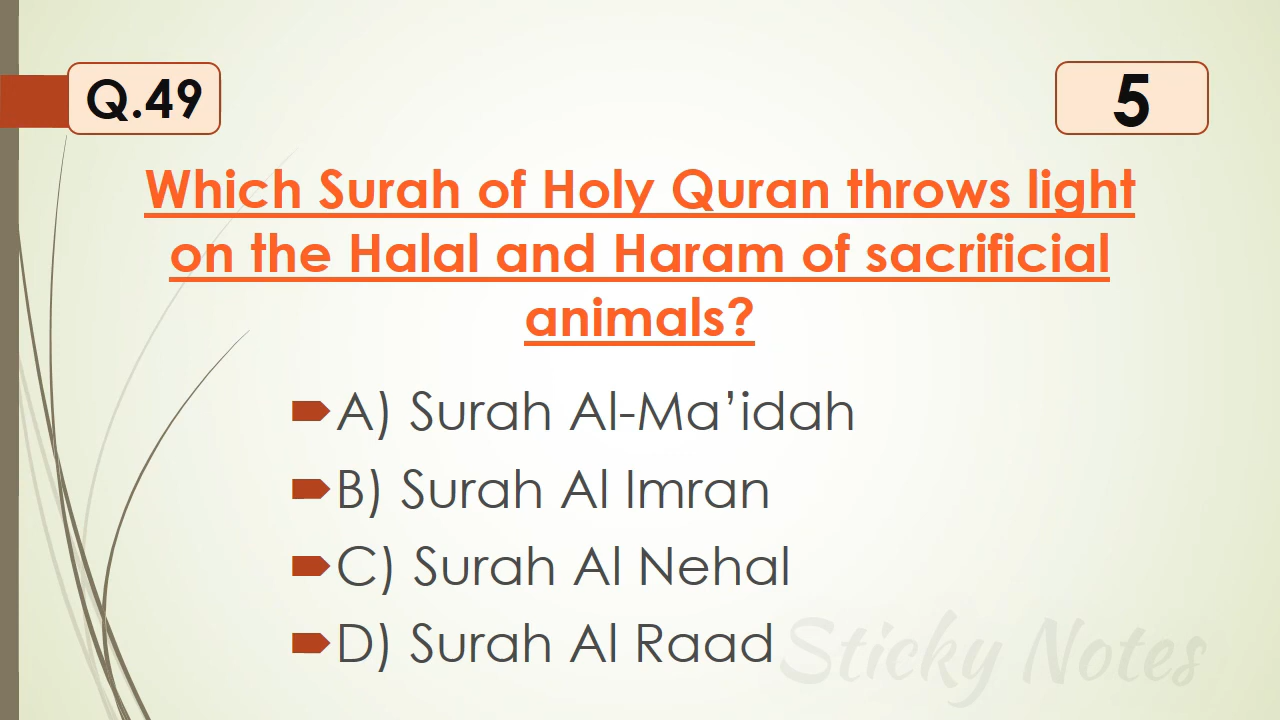 Q.49
5
Which Surah of Holy Quran throws light
on the Halal and Haram of sacrificial
animals?
A) Surah Al-Ma’idah
B) Surah Al Imran
C) Surah Al Nehal
D) Surah Al Raad
Sticky Notes